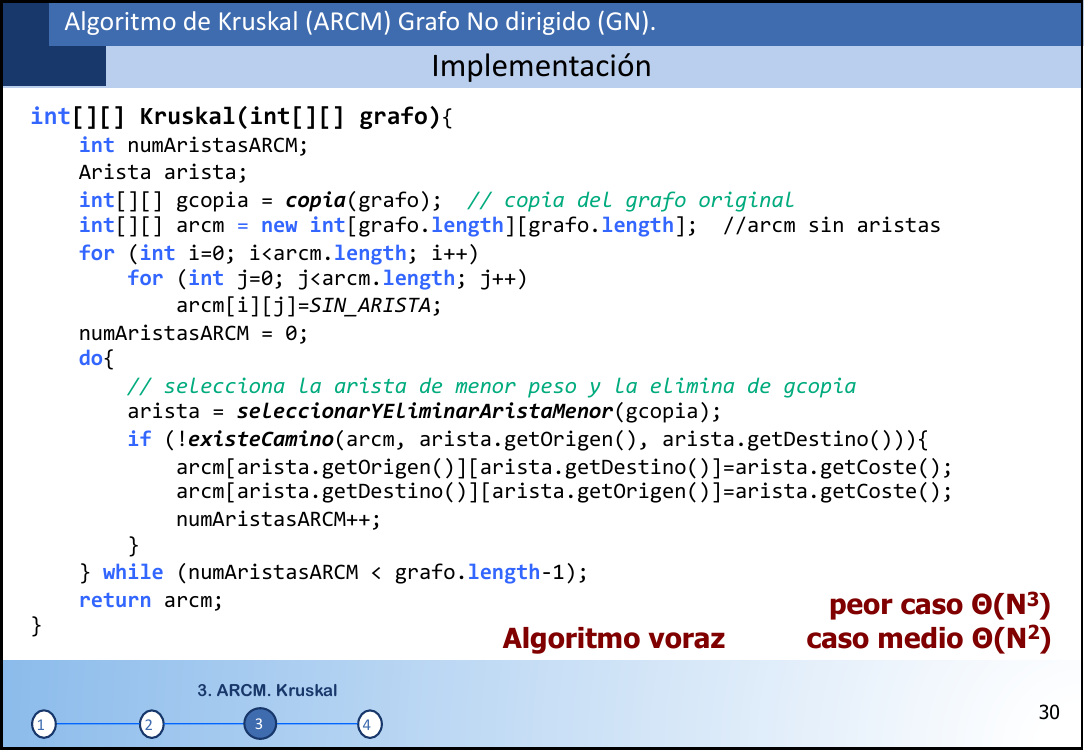 Algoritmo de Kruskal (ARCM) Grafo No dirigido (GN).
Implementación
int[][] Kruskal(int[][] grafo){
    int numAristasARCM;
    Arista arista;
    int[][] gcopia = copia(grafo);  // copia del grafo original
    int[][] arcm = new int[grafo.length][grafo.length];  //arcm sin aristas
    for (int i=0; i<arcm.length; i++)
        for (int j=0; j<arcm.length; j++)
            arcm[i][j]=SIN_ARISTA;
    numAristasARCM = 0;
    do{
        // selecciona la arista de menor peso y la elimina de gcopia
        arista = seleccionarYEliminarAristaMenor(gcopia);
        if (!existeCamino(arcm, arista.getOrigen(), arista.getDestino())){
            arcm[arista.getOrigen()][arista.getDestino()]=arista.getCoste();
            arcm[arista.getDestino()][arista.getOrigen()]=arista.getCoste();
            numAristasARCM++;
        }
    } while (numAristasARCM < grafo.length-1);
    return arcm;
}
peor caso Θ(N³)
Algoritmo voraz caso medio Θ(N²)
3. ARCM. Kruskal
1 2 3 4
30